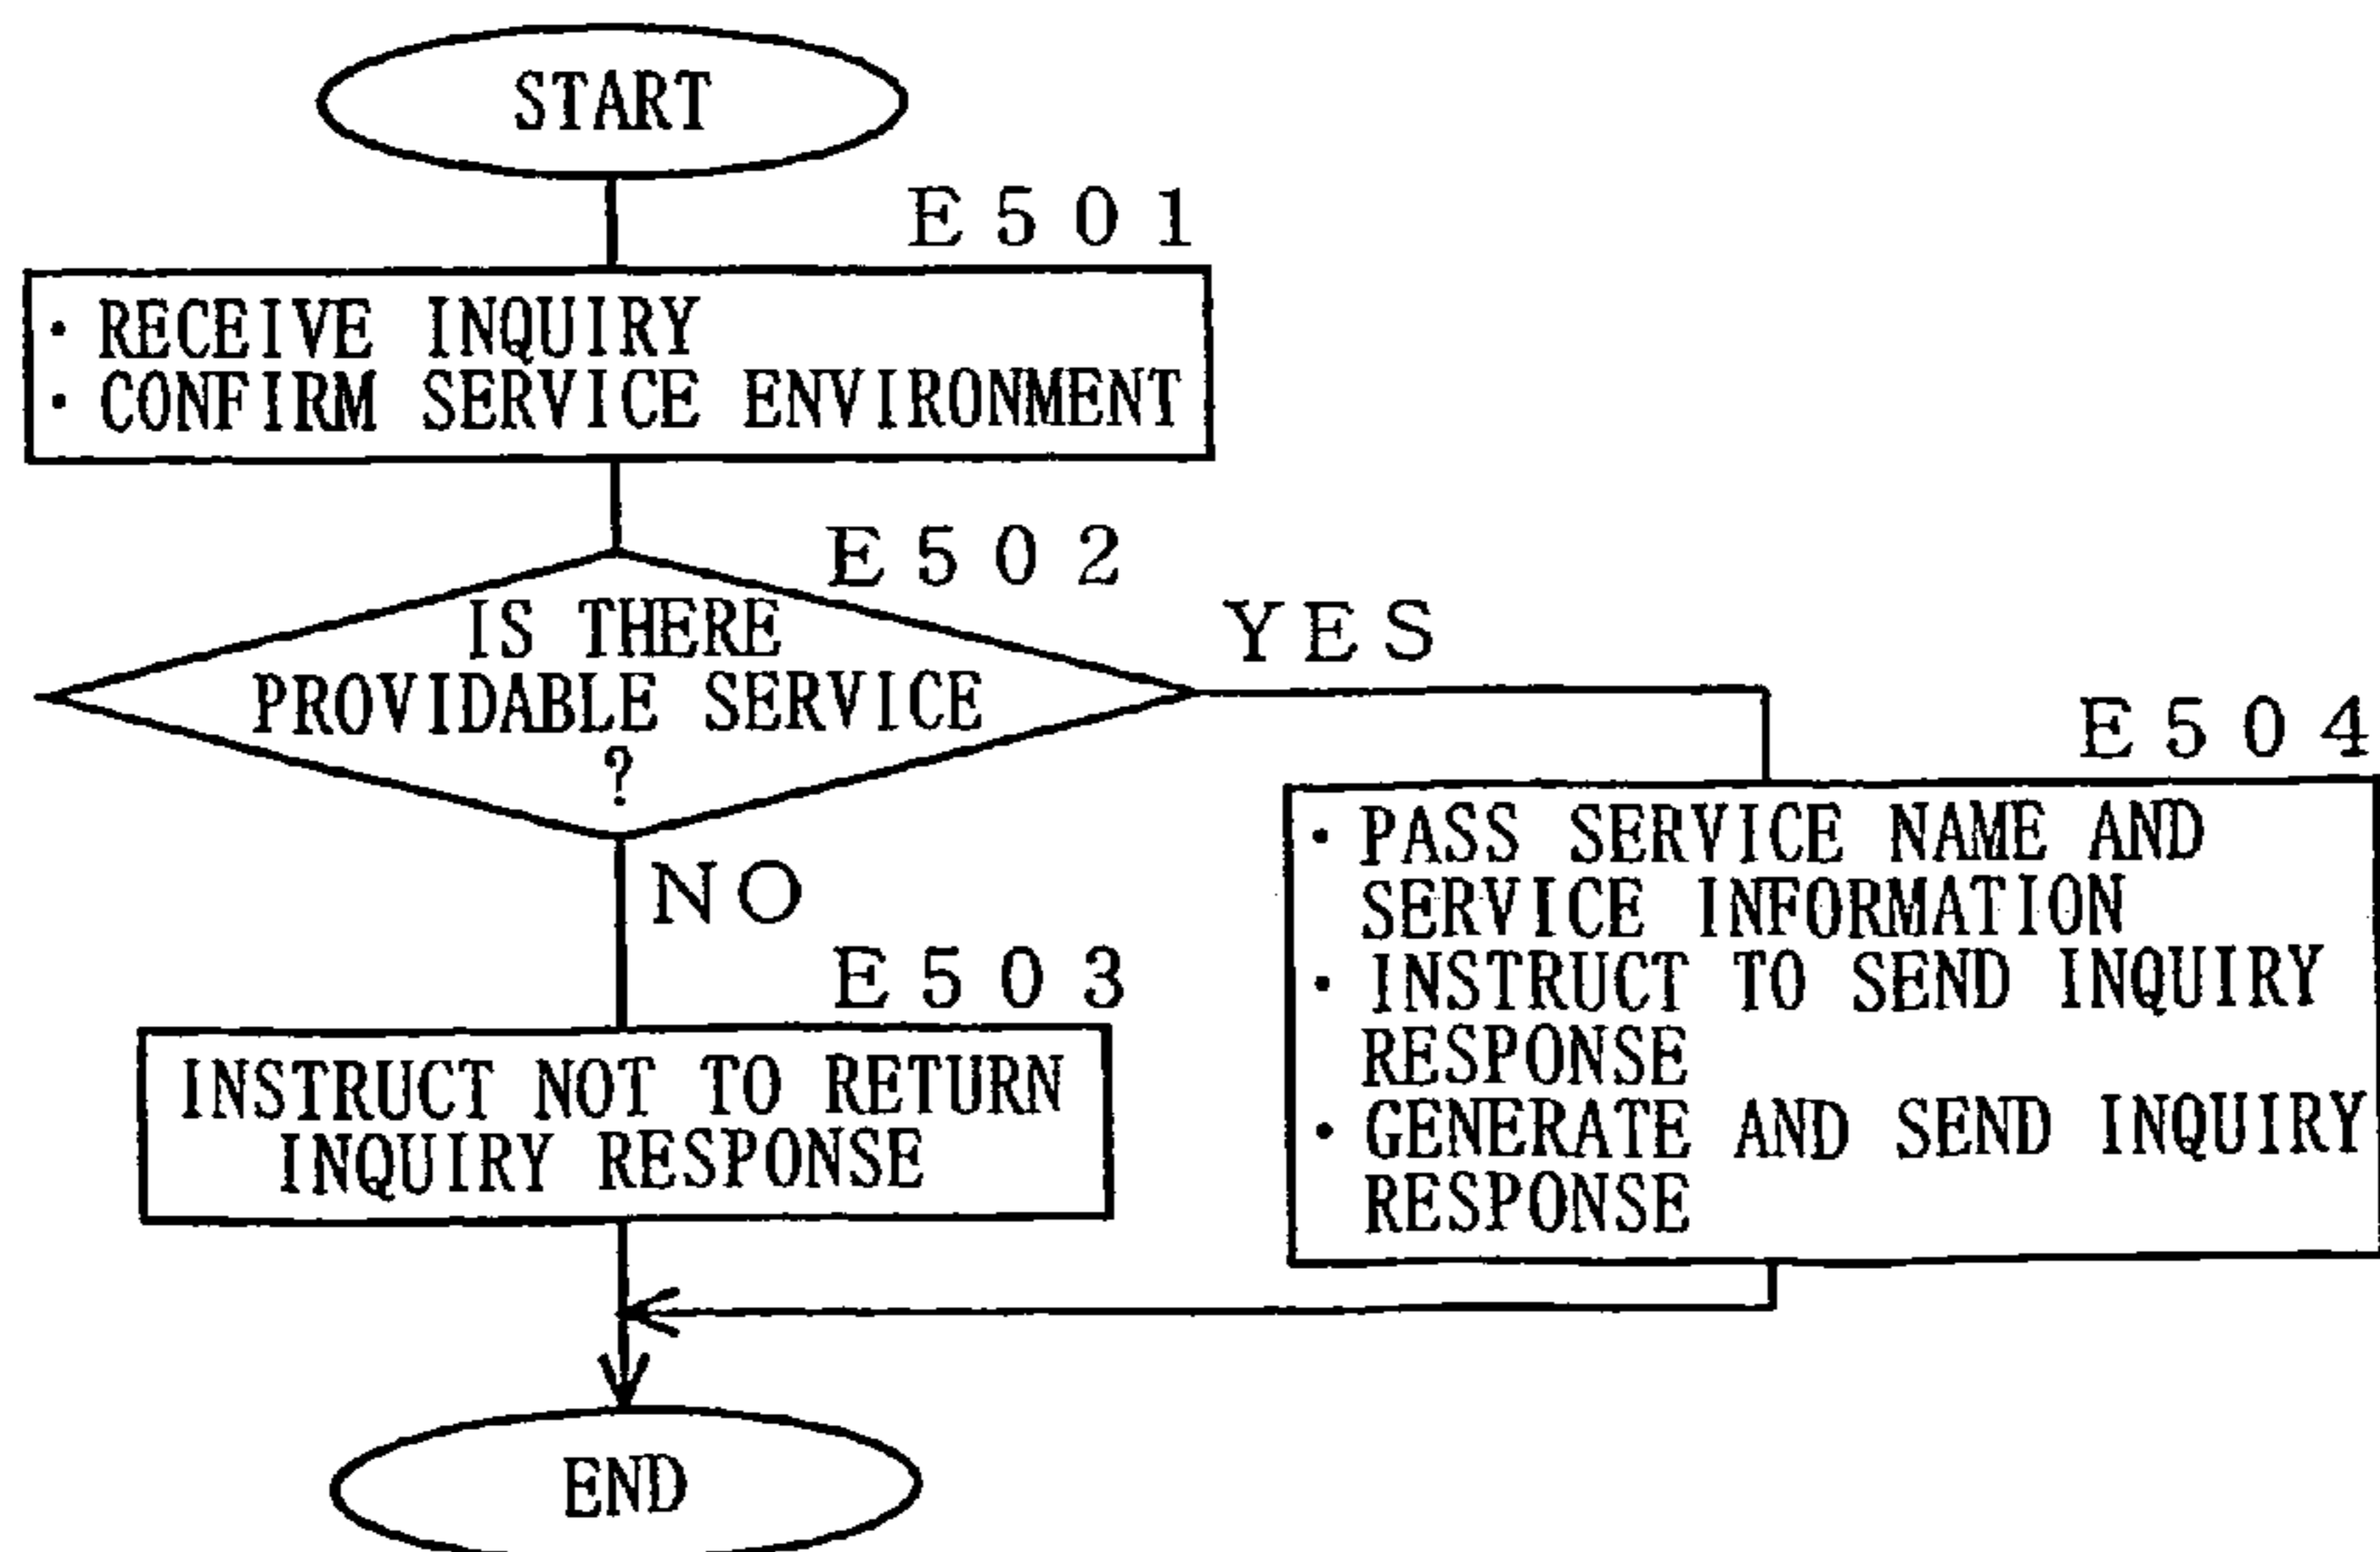 START
E501
・RECEIVE INQUIRY
・CONFIRM SERVICE ENVIRONMENT
E502
IS THERE
PROVIDABLE SERVICE
?
YES
NO
E503
INSTRUCT NOT TO RETURN
INQUIRY RESPONSE
E504
・PASS SERVICE NAME AND
SERVICE INFORMATION
・INSTRUCT TO SEND INQUIRY
RESPONSE
・GENERATE AND SEND INQUIRY
RESPONSE
END